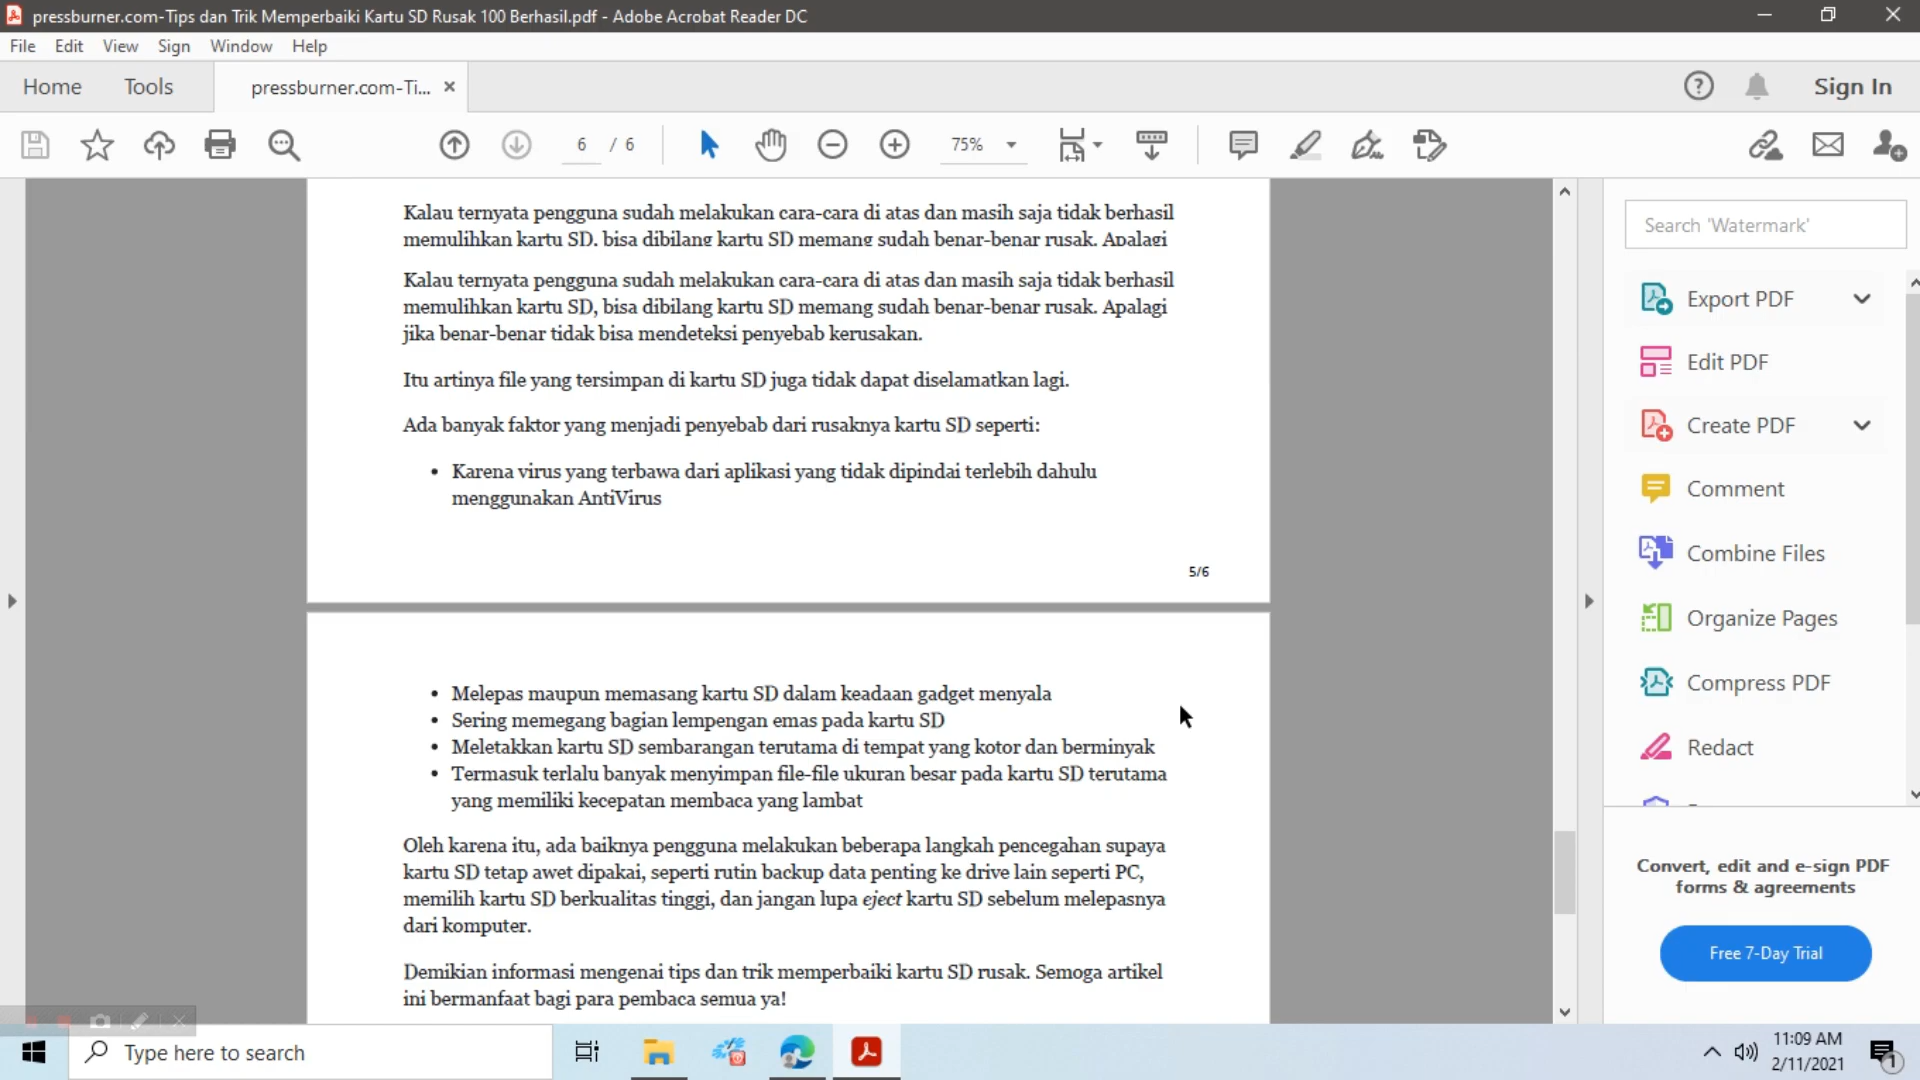 pressburner.com-Tips dan Trik Memperbaiki Kartu SD Rusak 100 Berhasil.pdf - Adobe Acrobat Reader DC
File Edit View Sign Window Help
Home Tools pressburner.com-Ti... Sign In
6 / 6 75%
Kalau ternyata pengguna sudah melakukan cara-cara di atas dan masih saja tidak berhasil
memulihkan kartu SD, bisa dibilang kartu SD memang sudah benar-benar rusak. Apalagi
Kalau ternyata pengguna sudah melakukan cara-cara di atas dan masih saja tidak berhasil
memulihkan kartu SD, bisa dibilang kartu SD memang sudah benar-benar rusak. Apalagi
jika benar-benar tidak bisa mendeteksi penyebab kerusakan.
Itu artinya file yang tersimpan di kartu SD juga tidak dapat diselamatkan lagi.
Ada banyak faktor yang menjadi penyebab dari rusaknya kartu SD seperti:
• Karena virus yang terbawa dari aplikasi yang tidak dipindai terlebih dahulu
menggunakan AntiVirus
5/6
• Melepas maupun memasang kartu SD dalam keadaan gadget menyala
• Sering memegang bagian lempengan emas pada kartu SD
• Meletakkan kartu SD sembarangan terutama di tempat yang kotor dan berminyak
• Termasuk terlalu banyak menyimpan file-file ukuran besar pada kartu SD terutama
yang memiliki kecepatan membaca yang lambat
Oleh karena itu, ada baiknya pengguna melakukan beberapa langkah pencegahan supaya
kartu SD tetap awet dipakai, seperti rutin backup data penting ke drive lain seperti PC,
memilih kartu SD berkualitas tinggi, dan jangan lupa eject kartu SD sebelum melepasnya
dari komputer.
Demikian informasi mengenai tips dan trik memperbaiki kartu SD rusak. Semoga artikel
ini bermanfaat bagi para pembaca semua ya!
Search 'Watermark'
Export PDF
Edit PDF
Create PDF
Comment
Combine Files
Organize Pages
Compress PDF
Redact
Convert, edit and e-sign PDF
forms & agreements
Free 7-Day Trial
Type here to search
11:09 AM
2/11/2021
1